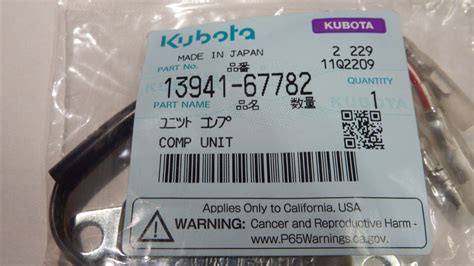 Kubota
KUBOTA
MADE IN JAPAN
2 229
PART No. 品番
11Q2209
13941-67782
QUANTITY
品名 数量
1
ユニット コンプ
COMP UNIT
Applies Only to California. USA
WARNING: Cancer and Reproductive Harm -
www.P65Warnings.ca.gov.